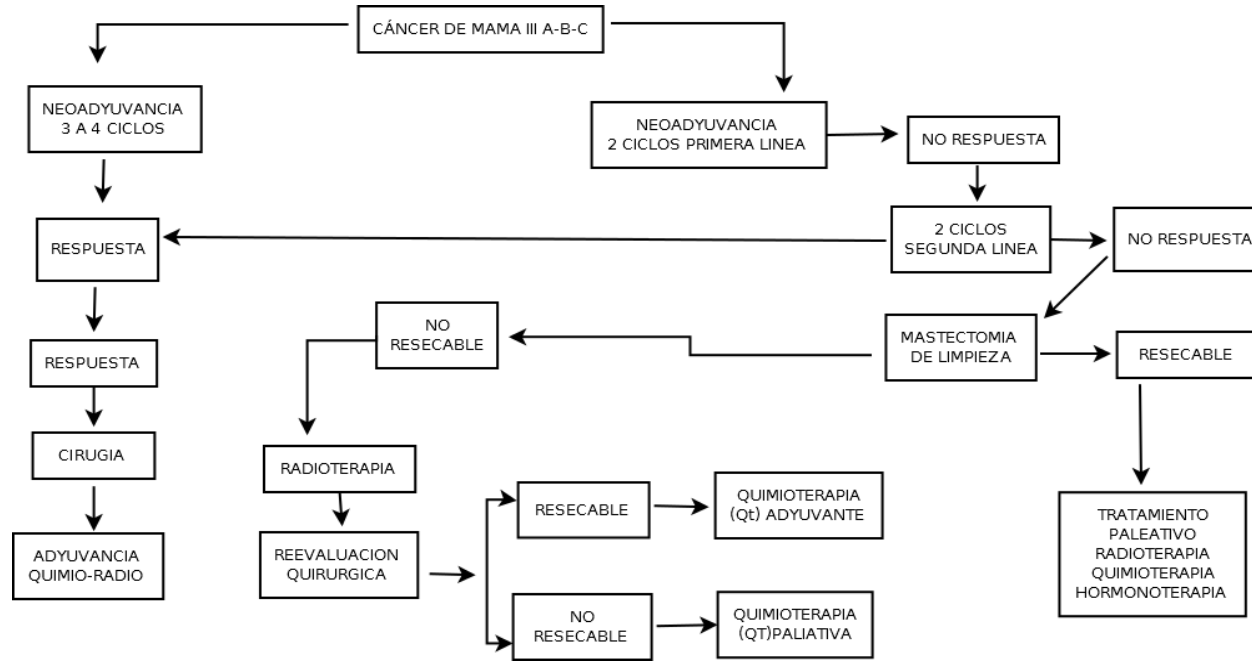 CÁNCER DE MAMA III A-B-C
NEOADYUVANCIA
3 A 4 CICLOS
NEOADYUVANCIA
2 CICLOS PRIMERA LINEA
NO RESPUESTA
RESPUESTA
2 CICLOS
SEGUNDA LINEA
NO RESPUESTA
RESPUESTA
NO
RESECABLE
MASTECTOMIA
DE LIMPIEZA
RESECABLE
CIRUGIA
RADIOTERAPIA
RESECABLE
QUIMIOTERAPIA
(Qt) ADYUVANTE
TRATAMIENTO
PALEATIVO
RADIOTERAPIA
QUIMIOTERAPIA
HORMONOTERAPIA
ADYUVANCIA
QUIMIO-RADIO
REEVALUACION
QUIRURGICA
NO
RESECABLE
QUIMIOTERAPIA
(QT)PALIATIVA